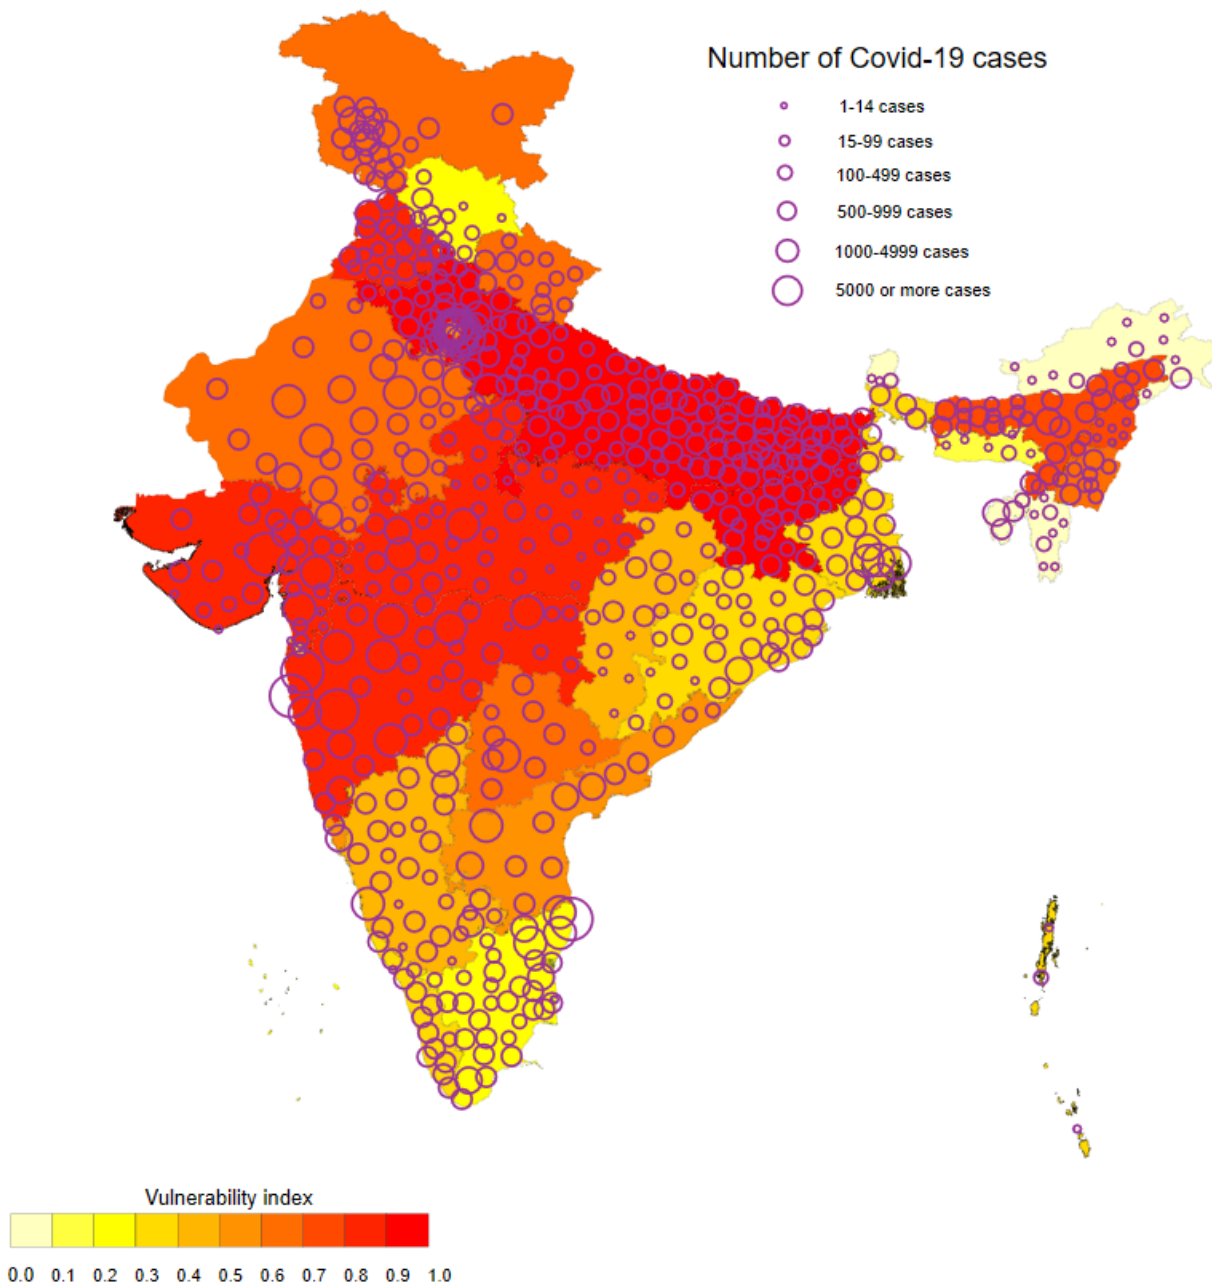 Number of Covid-19 cases
1-14 cases
15-99 cases
100-499 cases
500-999 cases
1000-4999 cases
5000 or more cases
Vulnerability index
0.0 0.1 0.2 0.3 0.4 0.5 0.6 0.7 0.8 0.9 1.0